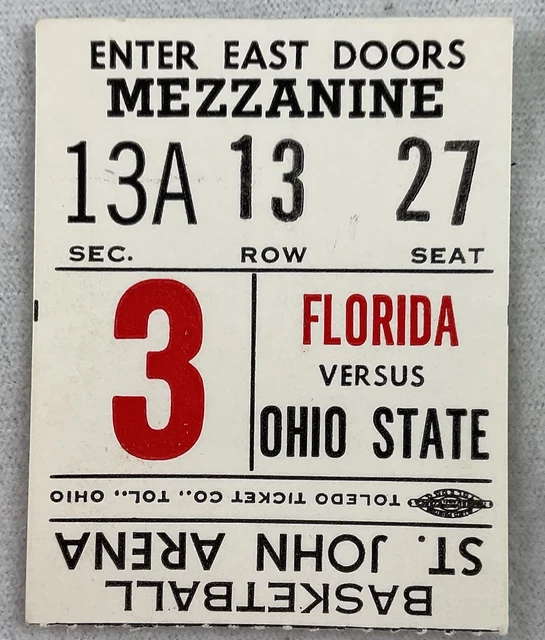 ENTER EAST DOORS
MEZZANINE
13A 13 27
SEC. ROW SEAT
3
FLORIDA
VERSUS
OHIO STATE
TOLEDO TICKET CO., TOL., OHIO
BASKETBALL
ST. JOHN ARENA